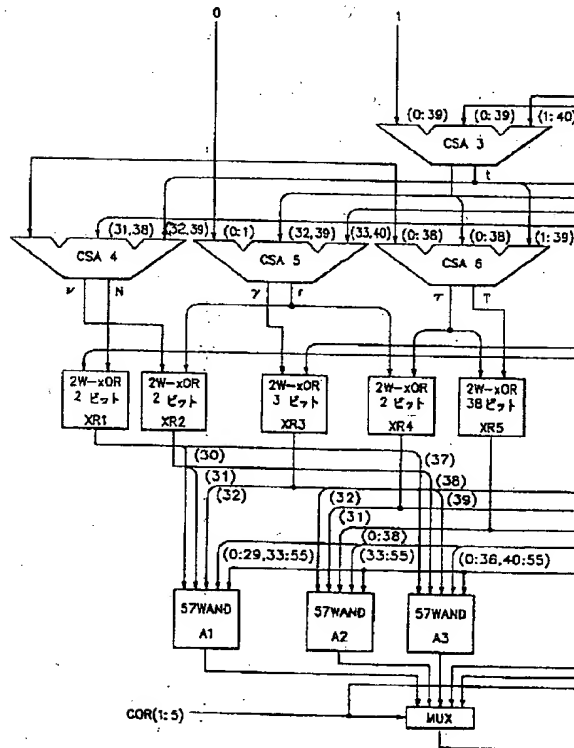 0
1
(0:39)
(0:39)
(1:40)
CSA 3
t
(31,38)
(32,39)
(0:1)
(32,39)
(33,40)
(0:38)
(0:38)
(1:39)
CSA 4
CSA 5
CSA 6
ν
N
γ
r
τ
T
2W-xOR
2 ビット
XR1
2W-xOR
2 ビット
XR2
2W-xOR
3 ビット
XR3
2W-xOR
2 ビット
XR4
2W-xOR
38ビット
XR5
(30)
(31)
(32)
(37)
(38)
(39)
(32)
(31)
(0:38)
(0:29,33:55)
(33:55)
(0:36,40:55)
57WAND
A1
57WAND
A2
57WAND
A3
COR(1:5)
MUX